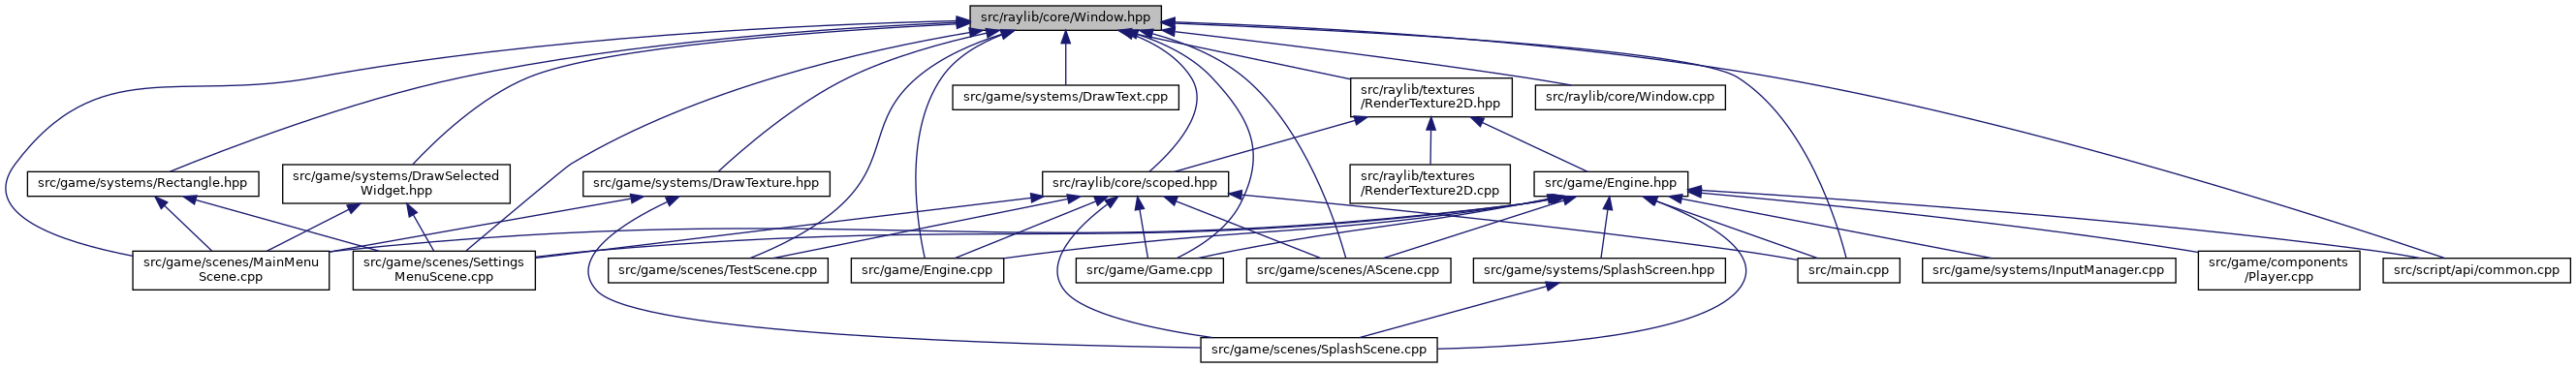 src/raylib/core/Window.hpp
src/game/systems/DrawText.cpp
src/raylib/textures
/RenderTexture2D.hpp
src/raylib/core/Window.cpp
src/game/systems/Rectangle.hpp
src/game/systems/DrawSelected
Widget.hpp
src/game/systems/DrawTexture.hpp
src/raylib/core/scoped.hpp
src/raylib/textures
/RenderTexture2D.cpp
src/game/Engine.hpp
src/game/scenes/MainMenu
Scene.cpp
src/game/scenes/Settings
MenuScene.cpp
src/game/scenes/TestScene.cpp
src/game/Engine.cpp
src/game/Game.cpp
src/game/scenes/AScene.cpp
src/game/systems/SplashScreen.hpp
src/main.cpp
src/game/systems/InputManager.cpp
src/game/components
/Player.cpp
src/script/api/common.cpp
src/game/scenes/SplashScene.cpp